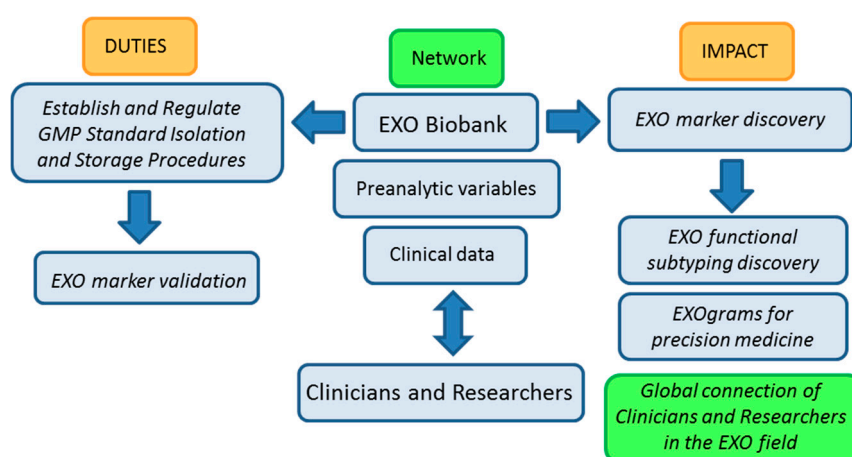 DUTIES
Establish and Regulate
GMP Standard Isolation
and Storage Procedures
EXO marker validation
Network
EXO Biobank
Preanalytic variables
Clinical data
Clinicians and Researchers
IMPACT
EXO marker discovery
EXO functional
subtyping discovery
EXOgrams for
precision medicine
Global connection of
Clinicians and Researchers
in the EXO field